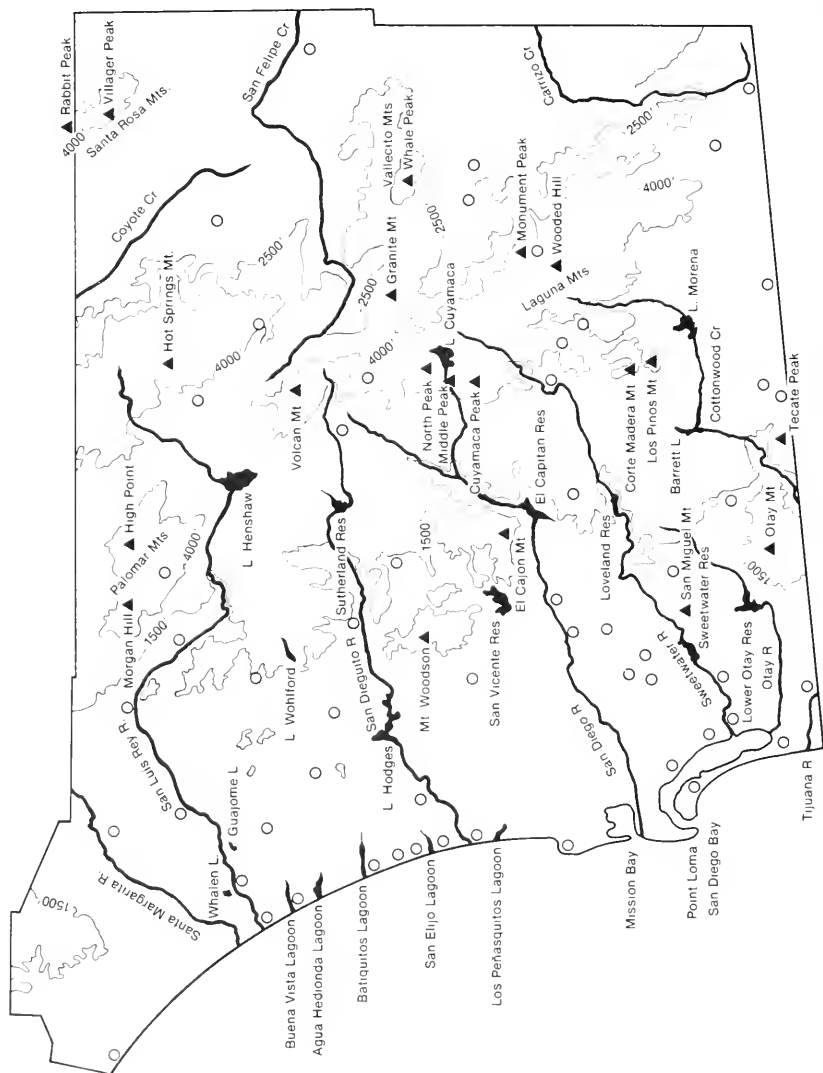 Rabbit Peak
Villager Peak
4000'
Santa Rosa Mts.
Coyote Cr
San Felipe Cr
Hot Springs Mt.
2500'
4000'
High Point
Palomar Mts
4000'
Morgan Hill
1500'
San Luis Rey R.
Santa Margarita R.
1500'
Whalen L.
Guajome L
L Henshaw
L Wohlford
Volcan Mt
2500'
Vallecito Mts
Whale Peak
Granite Mt
2500'
4000'
L Cuyamaca
North Peak
Middle Peak
Cuyamaca Peak
Sutherland Res
San Dieguito R
L Hodges
1500'
Mt Woodson
San Vicente Res
El Cajon Mt
El Capitan Res
San Diego R
Buena Vista Lagoon
Agua Hedionda Lagoon
Batiquitos Lagoon
San Elijo Lagoon
Los Peñasquitos Lagoon
Mission Bay
Point Loma
San Diego Bay
Tijuana R
Carrizo Cr
2500'
4000'
Monument Peak
Wooded Hill
Laguna Mts
L. Morena
Cottonwood Cr
Corte Madera Mt
Los Pinos Mt
Barrett L
Tecate Peak
Loveland Res
San Miguel Mt
Sweetwater Res
Sweetwater R
Otay Mt
1500'
Lower Otay Res
Otay R